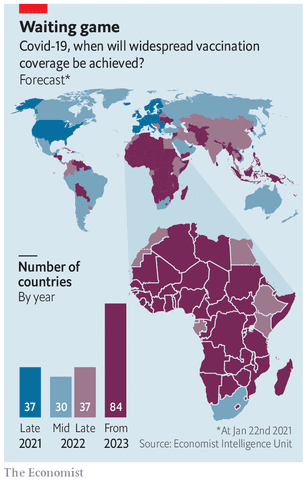 Waiting game
Covid-19, when will widespread vaccination
coverage be achieved?
Forecast*
Number of
countries
By year
37
30
37
84
Late
Mid
Late
From
2021
2022
2023
*At Jan 22nd 2021
Source: Economist Intelligence Unit
The Economist